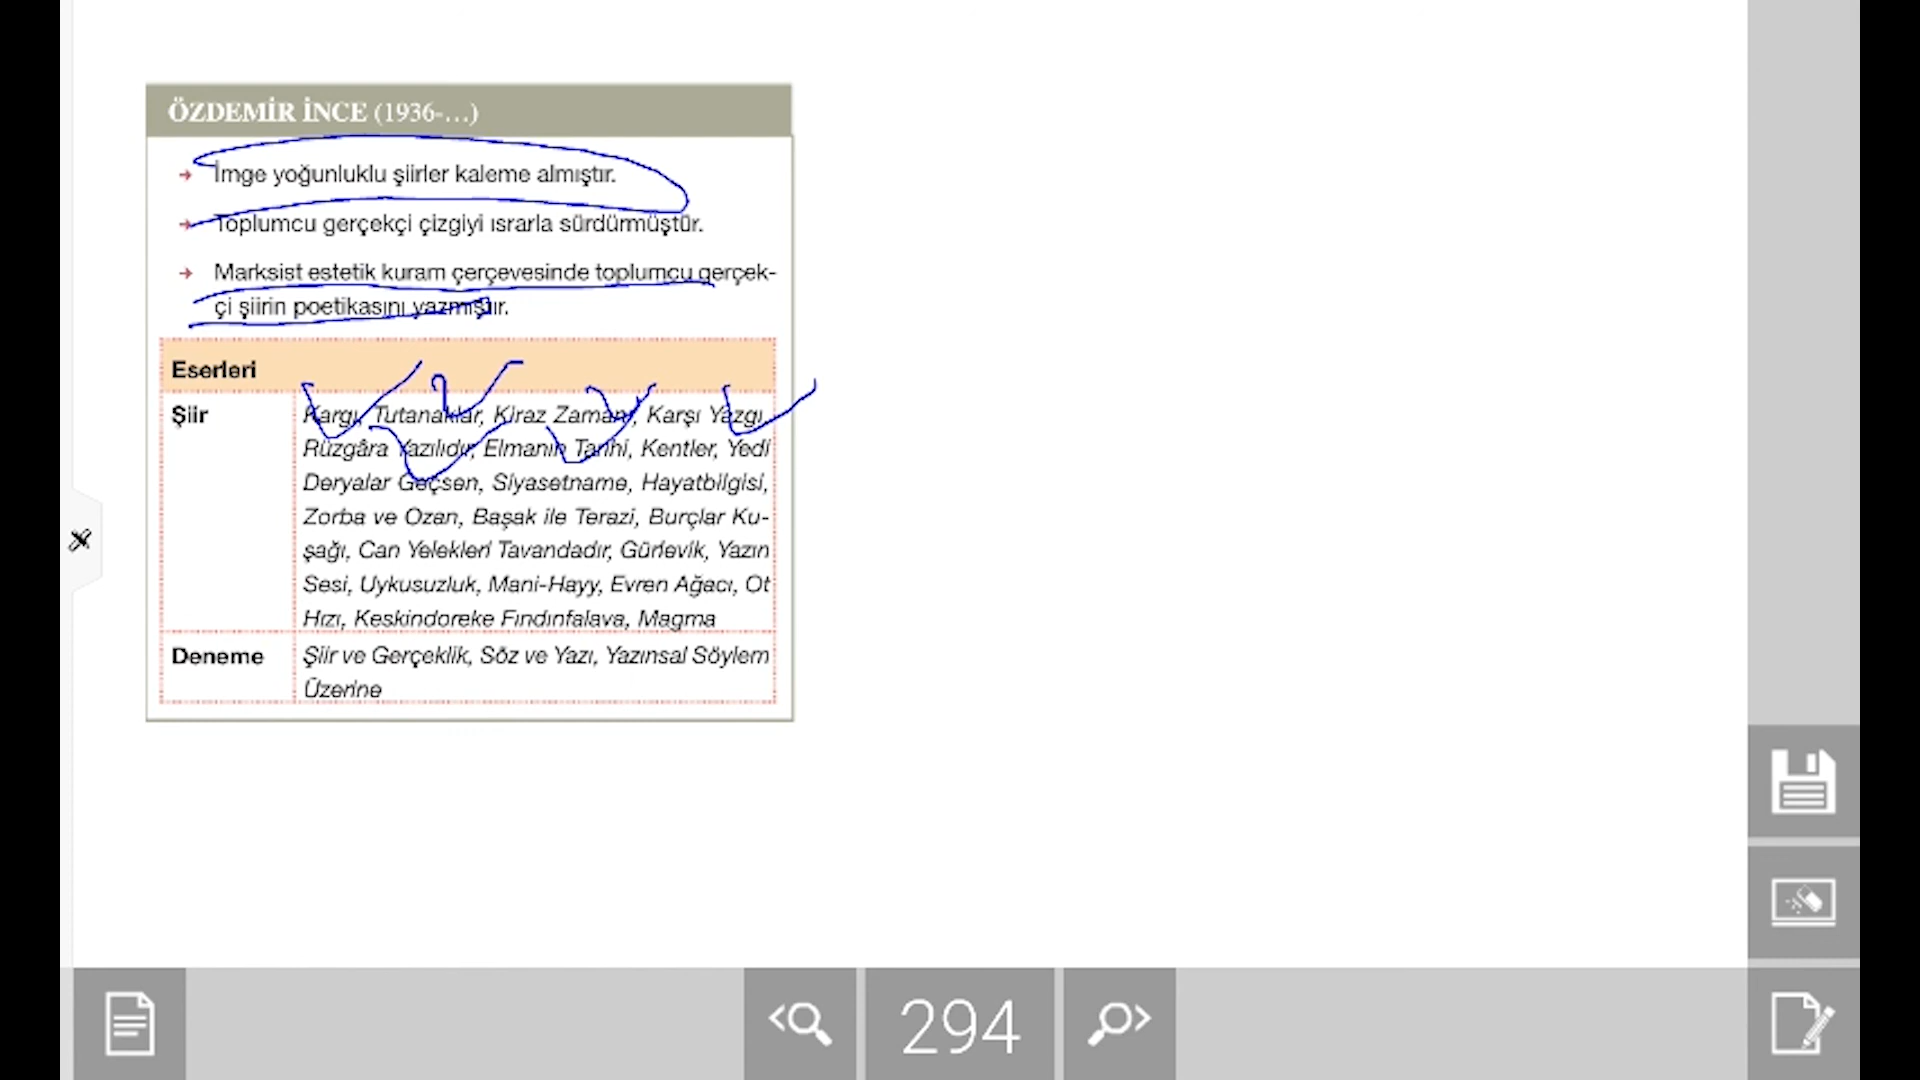 ÖZDEMİR İNCE (1936-...)
→ İmge yoğunluklu şiirler kaleme almıştır.
→ Toplumcu gerçekçi çizgiyi ısrarla sürdürmüştür.
→ Marksist estetik kuram çerçevesinde toplumcu gerçek-
çi şiirin poetikasını yazmıştır.
Eserleri
Şiir
Kargı, Tutanaklar, Kiraz Zamanı, Karşı Yazgı,
Rüzgâra Yazılıdır, Elmanın Tarihi, Kentler, Yedi
Deryalar Geçsen, Siyasetname, Hayatbilgisi,
Zorba ve Ozan, Başak ile Terazi, Burçlar Ku-
şağı, Can Yelekleri Tavandadır, Gürlevik, Yazın
Sesi, Uykusuzluk, Mani-Hayy, Evren Ağacı, Ot
Hızı, Keskindoreke Fındınfalava, Magma
Deneme
Şiir ve Gerçeklik, Söz ve Yazı, Yazınsal Söylem
Üzerine
294